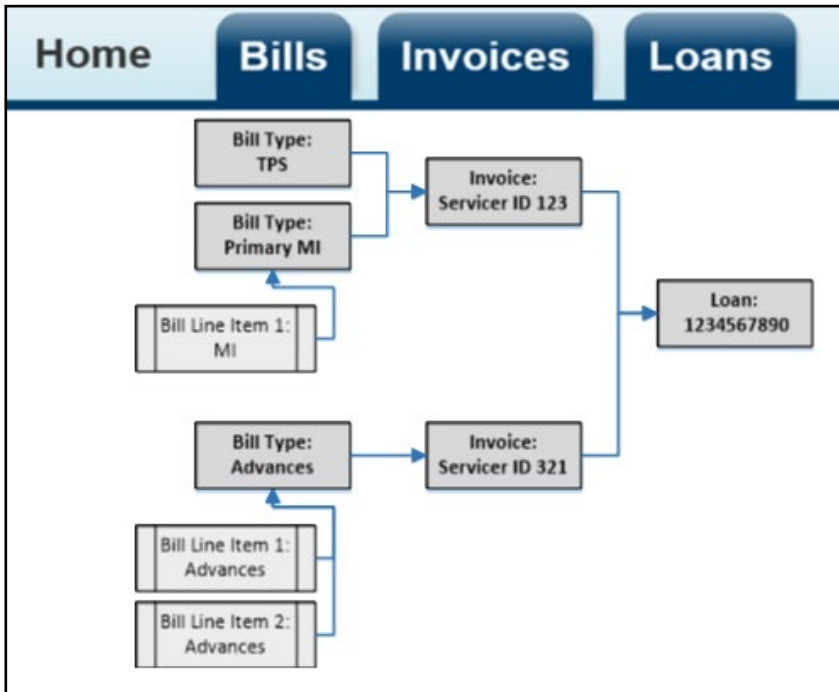 Home
Bills
Invoices
Loans
Bill Type:
TPS
Invoice:
Servicer ID 123
Bill Type:
Primary MI
Loan:
1234567890
Bill Line Item 1:
MI
Bill Type:
Advances
Invoice:
Servicer ID 321
Bill Line Item 1:
Advances
Bill Line Item 2:
Advances